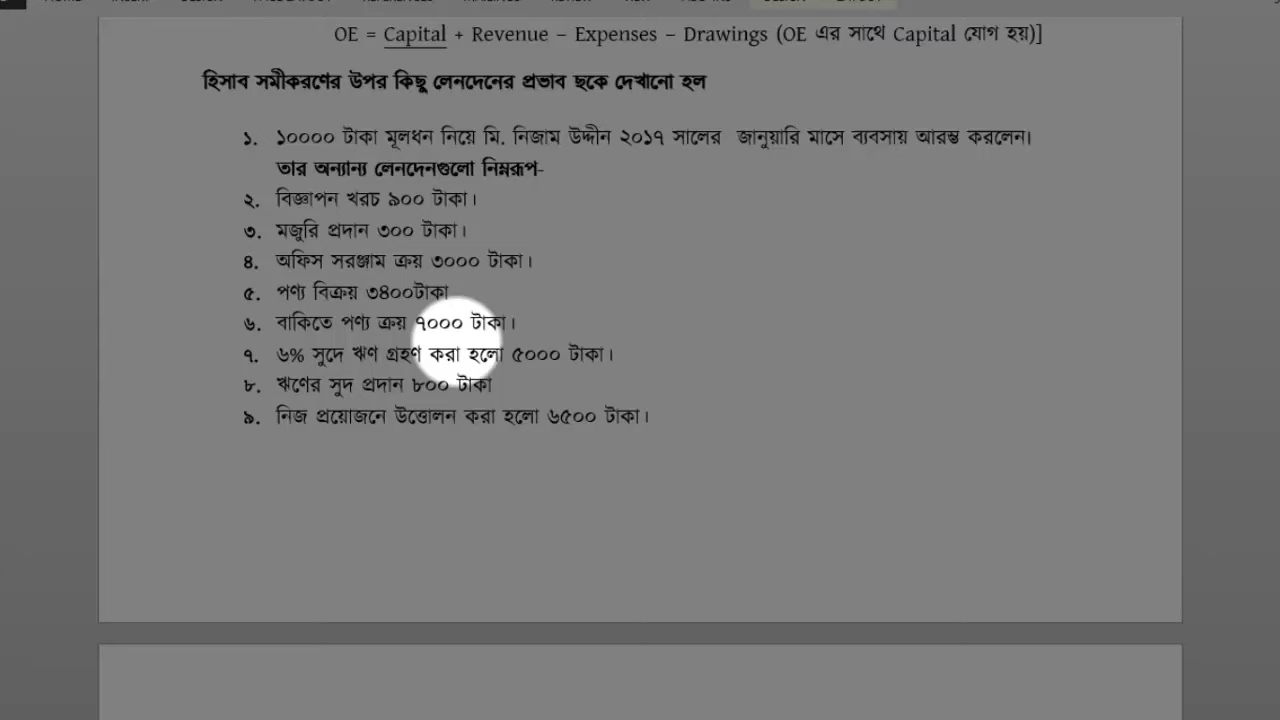 OE = Capital + Revenue – Expenses – Drawings (OE এর সাথে Capital যোগ হয়)]
হিসাব সমীকরণের উপর কিছু লেনদেনের প্রভাব ছকে দেখানো হল
১. ১০০০০ টাকা মূলধন নিয়ে মি. নিজাম উদ্দীন ২০১৭ সালের জানুয়ারি মাসে ব্যবসায় আরম্ভ করলেন।
তার অন্যান্য লেনদেনগুলো নিম্নরূপ-
২. বিজ্ঞাপন খরচ ৯০০ টাকা।
৩. মজুরি প্রদান ৩০০ টাকা।
৪. অফিস সরঞ্জাম ক্রয় ৩০০০ টাকা।
৫. পণ্য বিক্রয় ৩৪০০টাকা
৬. বাকিতে পণ্য ক্রয় ৭০০০ টাকা।
৭. ৬% সুদে ঋণ গ্রহণ করা হলো ৫০০০ টাকা।
৮. ঋণের সুদ প্রদান ৮০০ টাকা
৯. নিজ প্রয়োজনে উত্তোলন করা হলো ৬৫০০ টাকা।